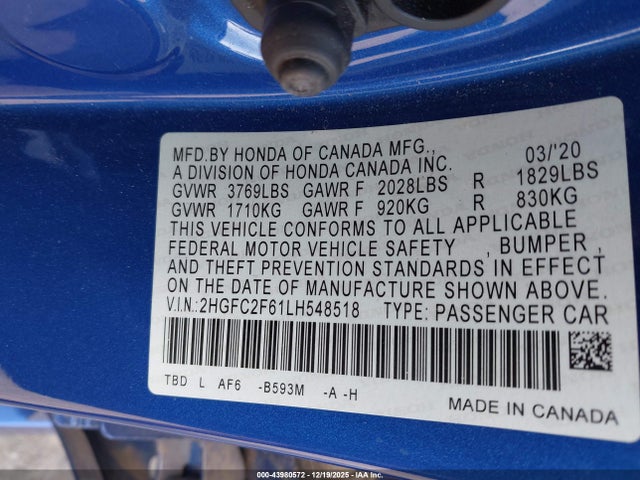 MFD.BY HONDA OF CANADA MFG., 03/'20
A DIVISION OF HONDA CANADA INC.
GVWR 3769LBS GAWR F 2028LBS R 1829LBS
GVWR 1710KG GAWR F 920KG R 830KG
THIS VEHICLE CONFORMS TO ALL APPLICABLE
FEDERAL MOTOR VEHICLE SAFETY , BUMPER ,
AND THEFT PREVENTION STANDARDS IN EFFECT
ON THE DATE OF MANUFACTURE SHOWN ABOVE.
V.I.N.:2HGFC2F61LH548518 TYPE: PASSENGER CAR
TBD L AF6 -B593M -A -H
MADE IN CANADA
000-43980572 - 12/19/2025 - IAA Inc.